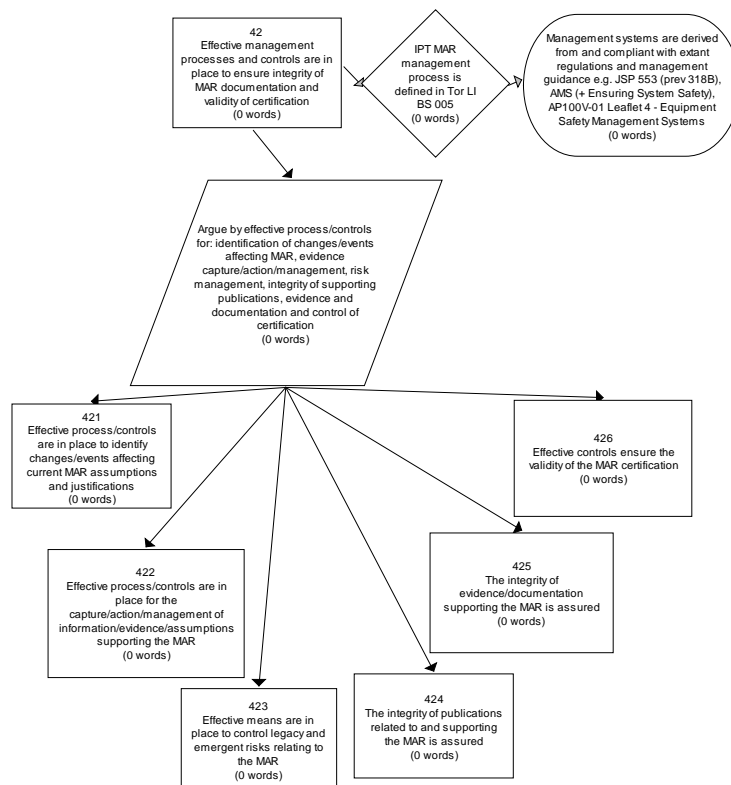 42
Effective management
processes and controls are in
place to ensure integrity of
MAR documentation and
validity of certification
(0 words)
IPT MAR
management
process is
defined in Tor LI
BS 005
(0 words)
Management systems are derived
from and compliant with extant
regulations and management
guidance e.g. JSP 553 (prev 318B),
AMS (+ Ensuring System Safety),
AP100V-01 Leaflet 4 - Equipment
Safety Management Systems
(0 words)
Argue by effective process/controls
for: identification of changes/events
affecting MAR, evidence
capture/action/management, risk
management, integrity of supporting
publications, evidence and
documentation and control of
certification
(0 words)
421
Effective process/controls
are in place to identify
changes/events affecting
current MAR assumptions
and justifications
(0 words)
426
Effective controls ensure the
validity of the MAR certification
(0 words)
422
Effective process/controls are in
place for the
capture/action/management of
information/evidence/assumptions
supporting the MAR
(0 words)
425
The integrity of
evidence/documentation
supporting the MAR is assured
(0 words)
423
Effective means are in
place to control legacy and
emergent risks relating to
the MAR
(0 words)
424
The integrity of publications
related to and supporting
the MAR is assured
(0 words)